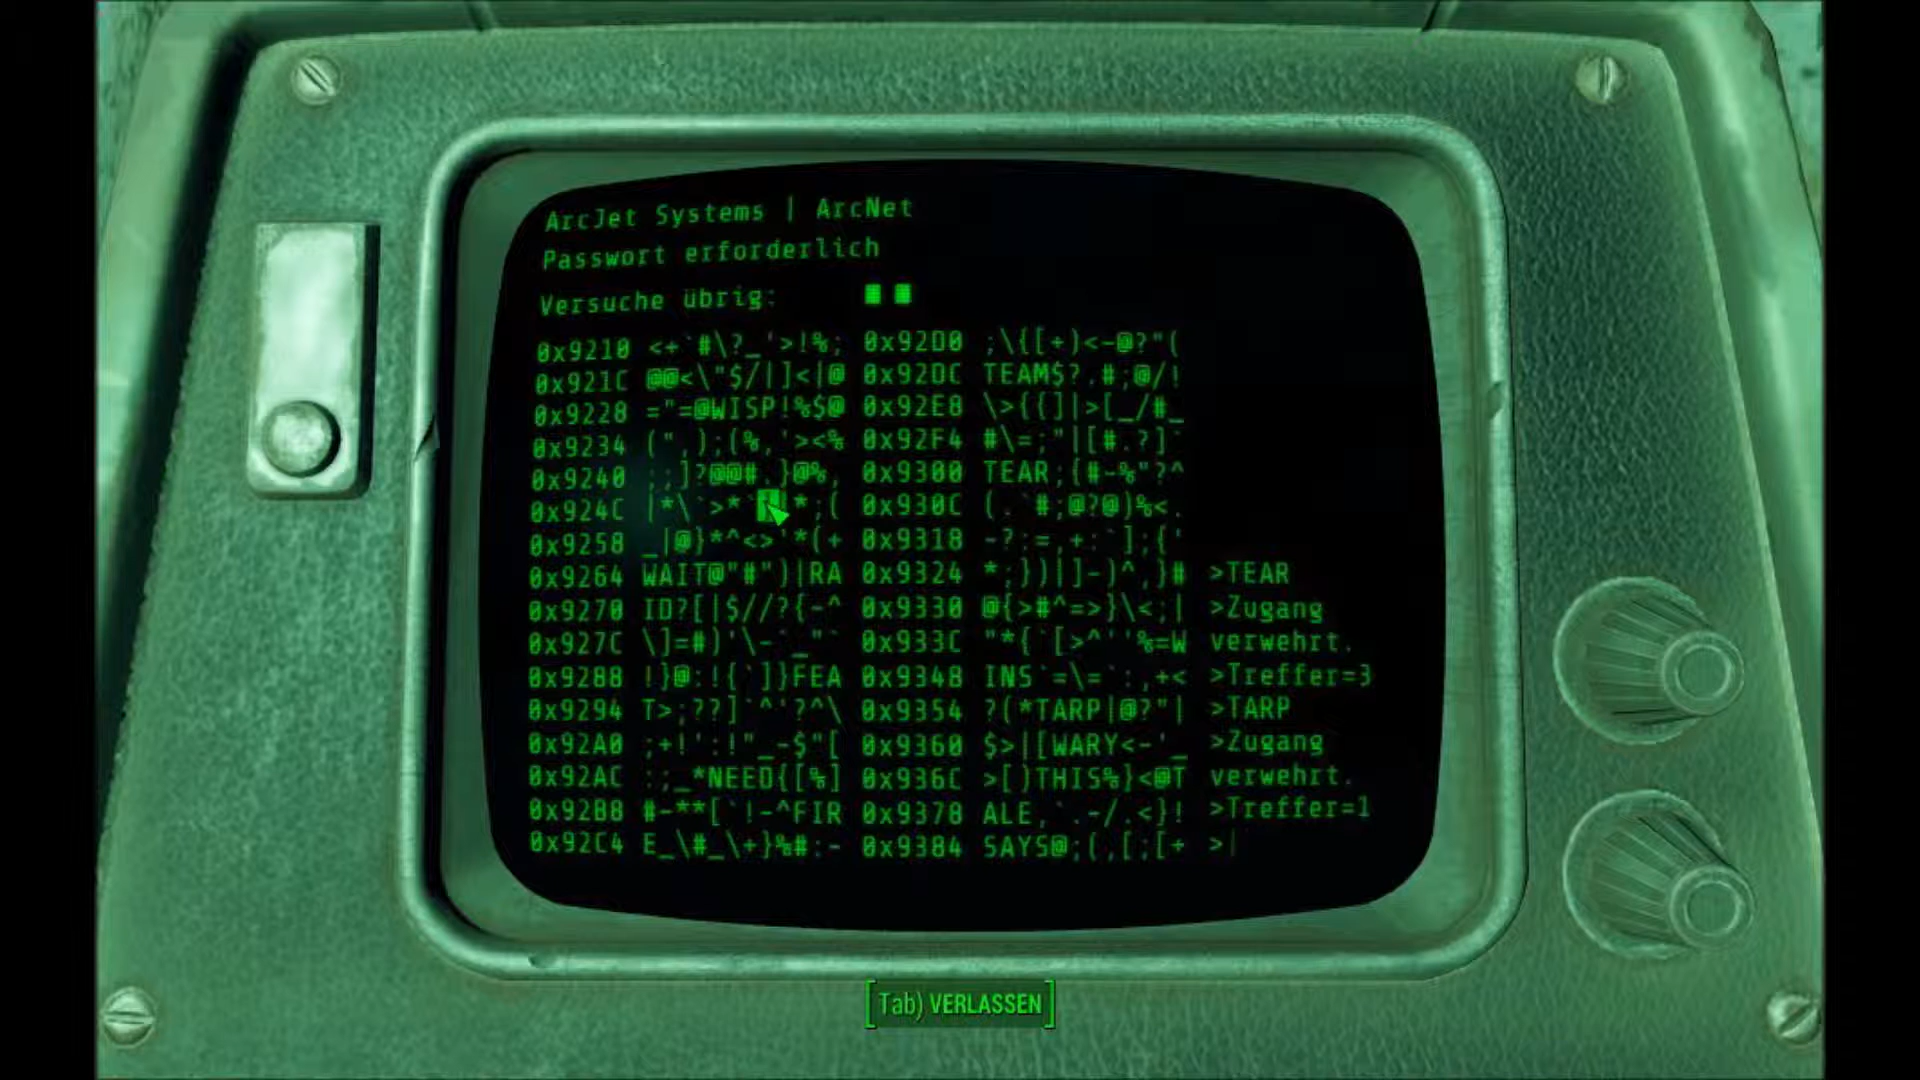 ArcJet Systems | ArcNet
Passwort erforderlich
Versuche übrig:
0x9210 <+`#\?_'>!%; 0x92D0 ;\{[+)<-@?"(
0x921C @@<\"$/|]<|@ 0x92DC TEAM$?.#;@/!
0x9228 ="=@WISP!%$@ 0x92E8 \>{{]|>[_/#_
0x9234 (",);(%,'><% 0x92F4 #\=;"|[#.?]`
0x9240 :;]?@@#.}@%, 0x9300 TEAR;{#-%"?^
0x924C |*\`>*` *;( 0x930C (.`#;@?@)%<.
0x9258 _|@}*^<>'*(+ 0x9318 -?:=,+:`];{'
0x9264 WAIT@"#")|RA 0x9324 *;})|]-)^,}# >TEAR
0x9270 ID?[|$//?{-^ 0x9330 @{>#^=>}\<;| >Zugang
0x927C \]=#)'\-`_"` 0x933C "*{`[>^''%=W verwehrt.
0x9288 !}@:!{`]}FEA 0x9348 INS`=\=`:,+< >Treffer=3
0x9294 T>;??]`^'?^\ 0x9354 ?(*TARP|@?"| >TARP
0x92A0 ;+!':!"_-$"[ 0x9360 $>|[WARY<-'_ >Zugang
0x92AC :;_*NEED{[%] 0x936C >[)THIS%}<@T verwehrt.
0x92B8 #-**[`!-^FIR 0x9378 ALE,`.-/.<}! >Treffer=1
0x92C4 E_\#_\+}%#:- 0x9384 SAYS@;(,[;[+ >
[Tab) VERLASSEN]